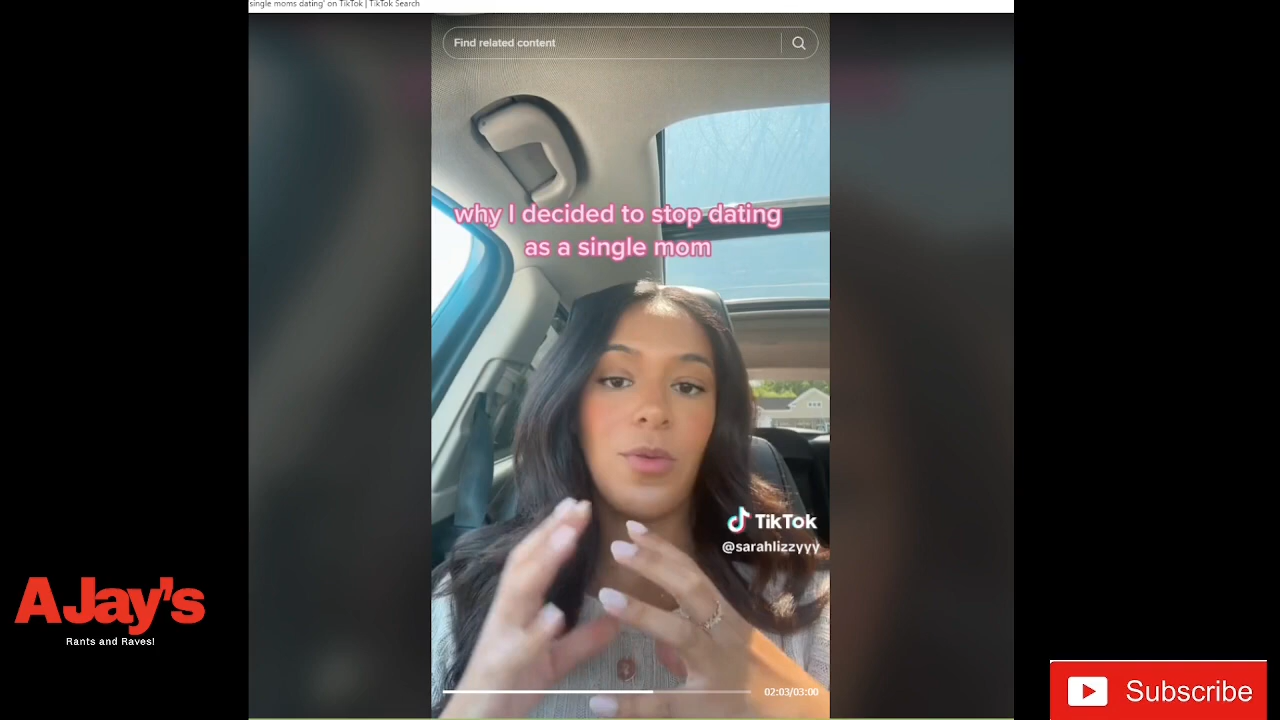 single moms dating' on TikTok | TikTok Search
Find related content
why I decided to stop dating
as a single mom
TikTok
@sarahlizzyyy
AJay's
Rants and Raves!
02:03/03:00
Subscribe